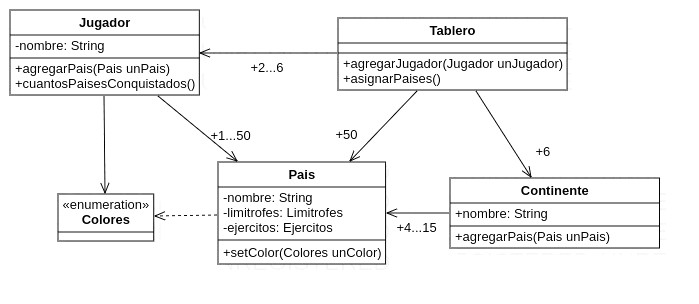 Jugador
-nombre: String
+agregarPais(Pais unPais)
+cuantosPaisesConquistados()
Tablero
+agregarJugador(Jugador unJugador)
+asignarPaises()
+2...6
+1...50
+50
+6
«enumeration»
Colores
Pais
-nombre: String
-limitrofes: Limitrofes
-ejercitos: Ejercitos
+setColor(Colores unColor)
+4...15
Continente
+nombre: String
+agregarPais(Pais unPais)